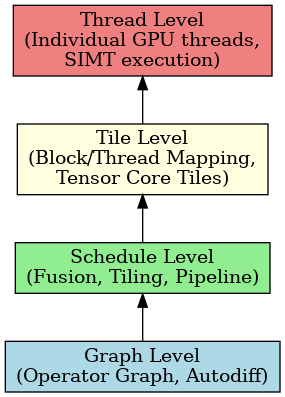 Thread Level
(Individual GPU threads,
SIMT execution)
Tile Level
(Block/Thread Mapping,
Tensor Core Tiles)
Schedule Level
(Fusion, Tiling, Pipeline)
Graph Level
(Operator Graph, Autodiff)